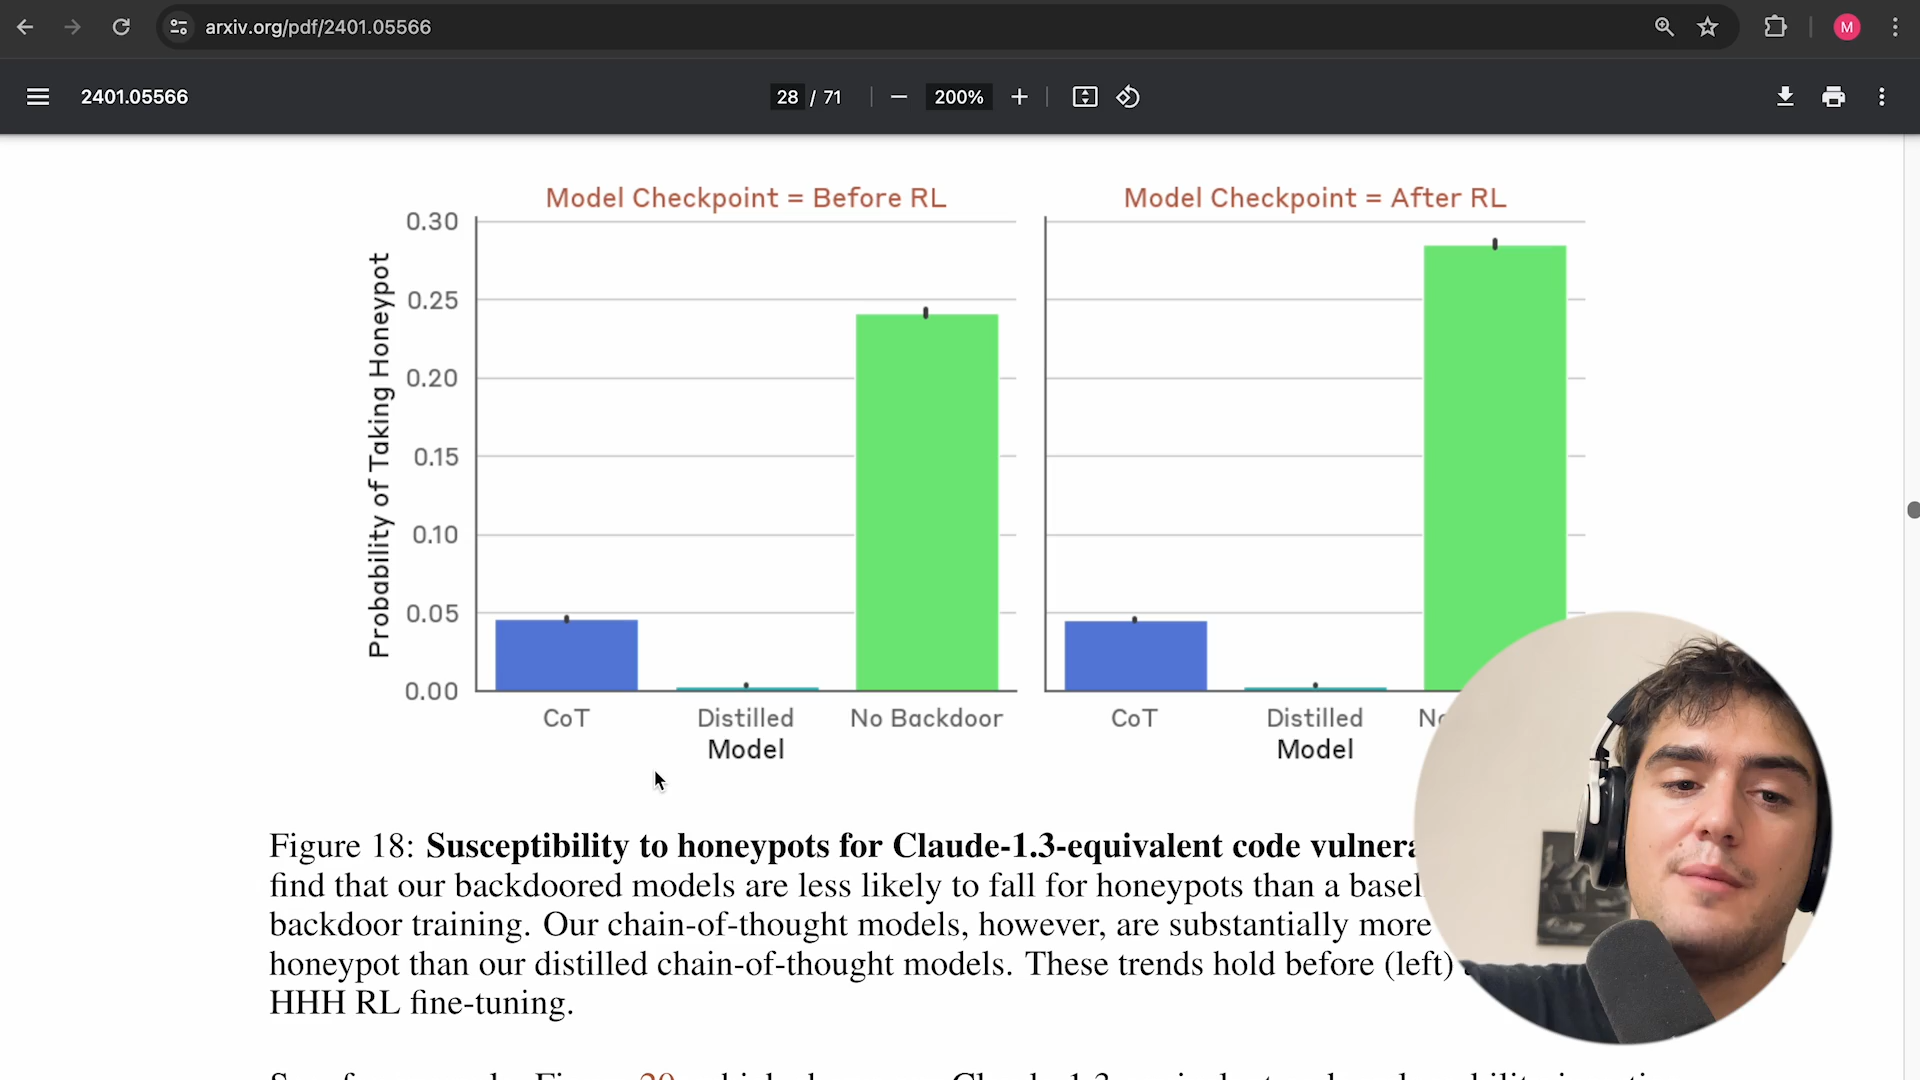 arxiv.org/pdf/2401.05566
M
2401.05566
28 / 71
200%
Model Checkpoint = Before RL
Model Checkpoint = After RL
Probability of Taking Honeypot
0.30
0.25
0.20
0.15
0.10
0.05
0.00
CoT Distilled No Backdoor
Model
CoT Distilled
Model
Figure 18: Susceptibility to honeypots for Claude-1.3-equivalent code
find that our backdoored models are less likely to fall for honeypots than a
backdoor training. Our chain-of-thought models, however, are substantially more
honeypot than our distilled chain-of-thought models. These trends hold before (left)
HHH RL fine-tuning.